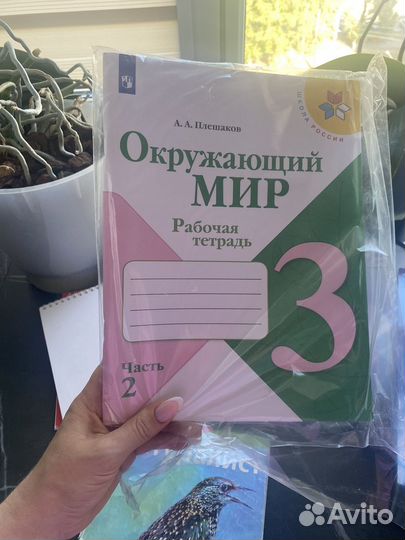 ШКОЛА РОССИИ
А. А. Плешаков
Окружающий
МИР
Рабочая
тетрадь
3
Часть
2
Avito